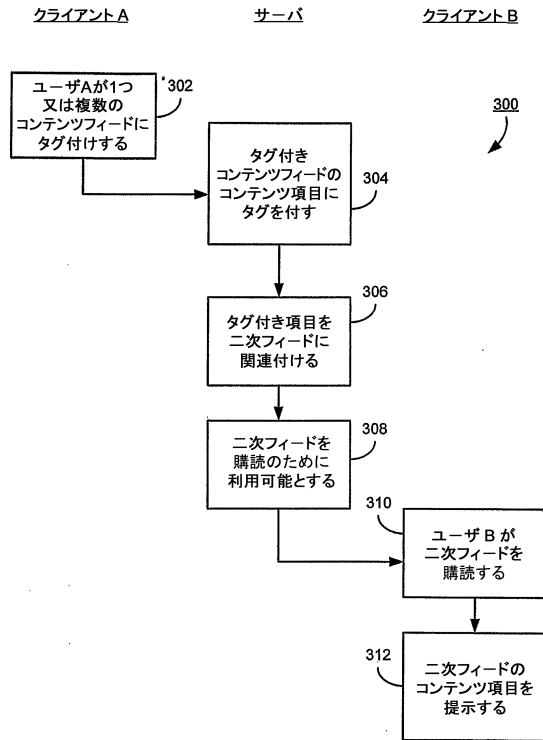 クライアント A
サーバ
クライアント B
ユーザAが1つ
又は複数の
コンテンツフィードに
タグ付けする
302
300
タグ付き
コンテンツフィードの
コンテンツ項目に
タグを付す
304
306
タグ付き項目を
二次フィードに
関連付ける
308
二次フィードを
購読のために
利用可能とする
310
ユーザ B が
二次フィードを
購読する
312
二次フィードの
コンテンツ項目を
提示する